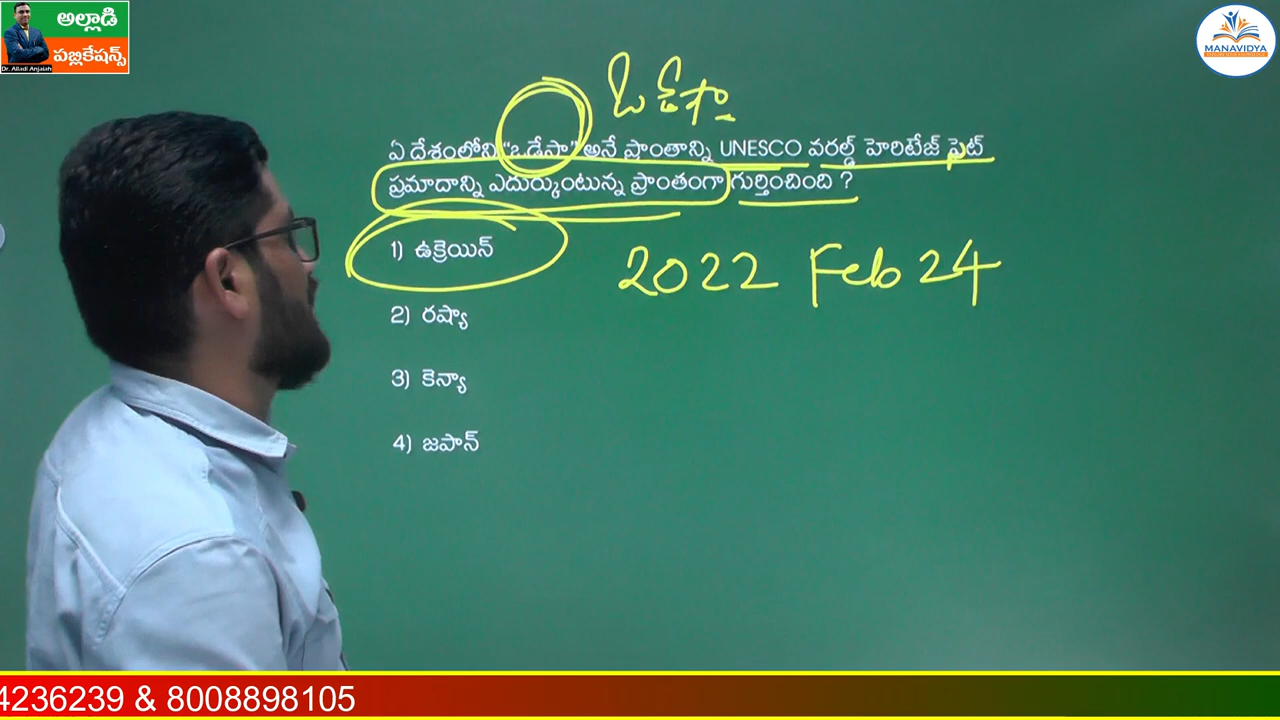 అల్లాడి
పబ్లికేషన్స్
Dr. Alladi Anjaiah
MANAVIDYA
ఒడేసా
ఏ దేశంలోని "ఒడేసా" అనే ప్రాంతాన్ని UNESCO వరల్డ్ హెరిటేజ్ సైట్
ప్రమాదాన్ని ఎదుర్కుంటున్న ప్రాంతంగా గుర్తించింది ?
1) ఉక్రెయిన్
2022 Feb 24
2) రష్యా
3) కెన్యా
4) జపాన్
4236239 & 8008898105